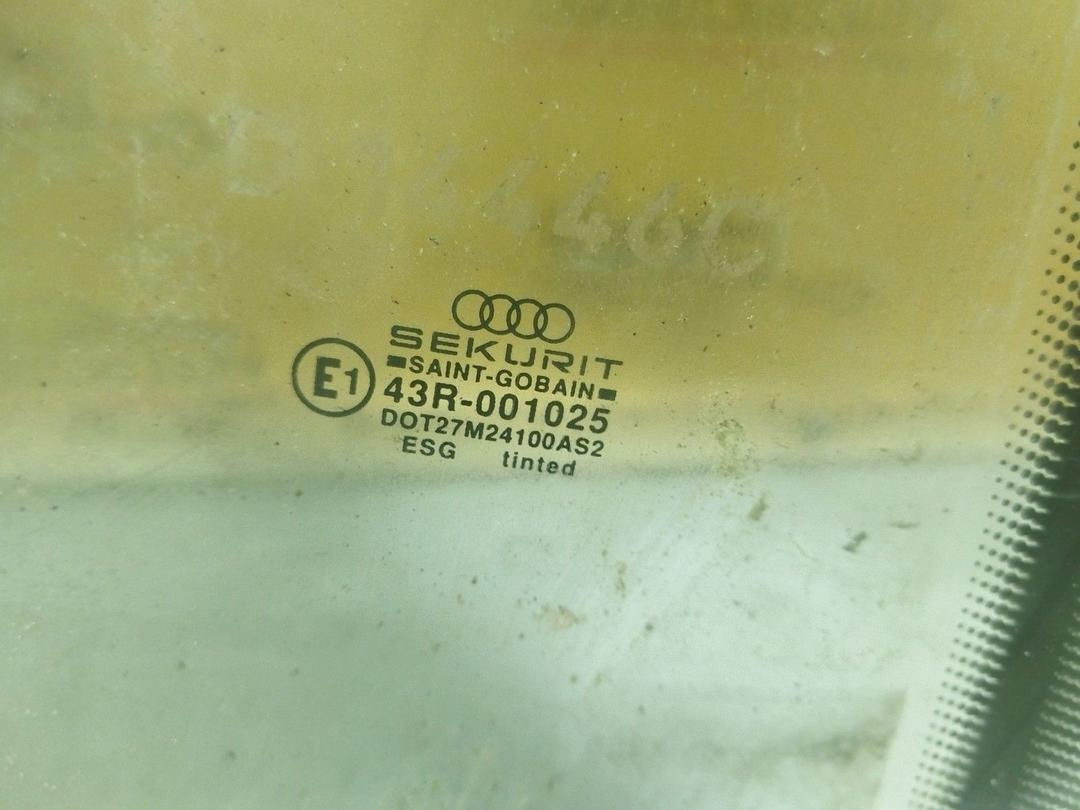 SEKURIT
SAINT-GOBAIN
E1
43R-001025
DOT27M24100AS2
ESG tinted